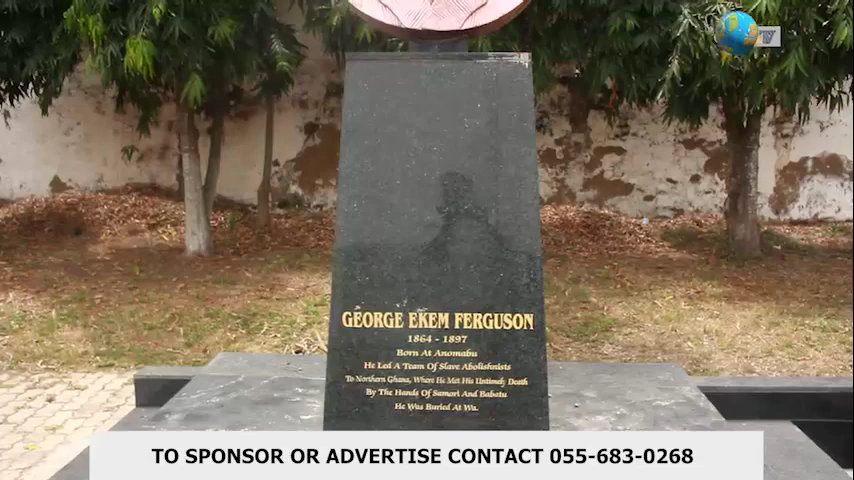 TV
GEORGE EKEM FERGUSON
1864 - 1897
Born At Anomabu
He Led A Team Of Slave Abolishnists
To Northern Ghana, Where He Met His Untimely Death
By The Hands Of Samori And Babatu
He Was Buried At Wa.
TO SPONSOR OR ADVERTISE CONTACT 055-683-0268